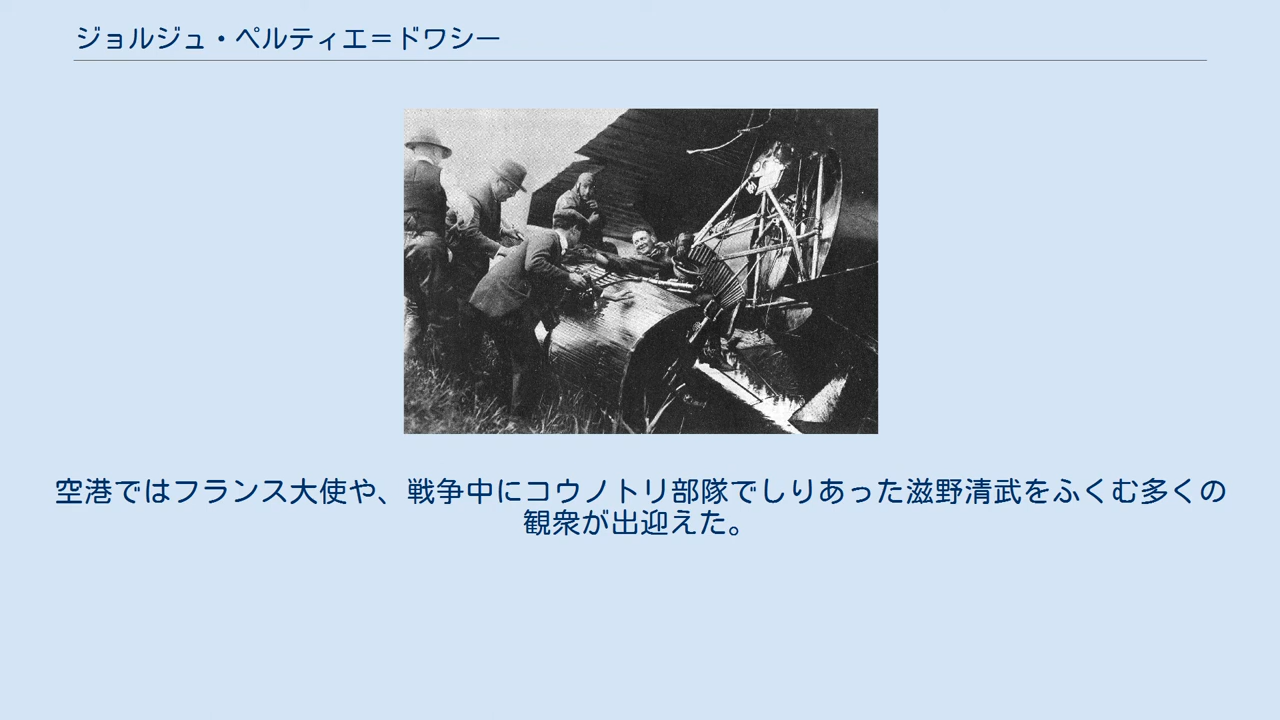 ジョルジュ・ペルティエ＝ドワシー
空港ではフランス大使や、戦争中にコウノトリ部隊でしりあった滋野清武をふくむ多くの
観衆が出迎えた。